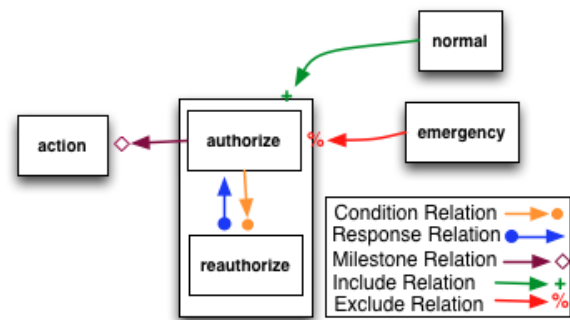 normal
+
action
authorize
%
emergency
reauthorize
Condition Relation
Response Relation
Milestone Relation
Include Relation +
Exclude Relation %